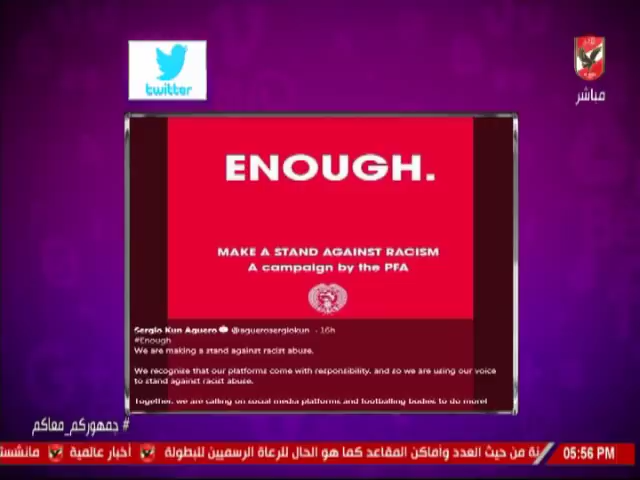 twitter
مباشر
ENOUGH.
MAKE A STAND AGAINST RACISM
A campaign by the PFA
Sergio Kun Aguero @aguerosergiokun · 16h
#Enough
We are making a stand against racist abuse.
We recognize that our platforms come with responsibility, and so we are using our voice
to stand against racist abuse.
Together, we are calling on social media platforms and footballing bodies to do more!
# جمهوركم_معاكم
نة من حيث العدد وأماكن المقاعد كما هو الحال للرعاة الرسميين للبطولة أخبار عالمية مانشست
05:56 PM